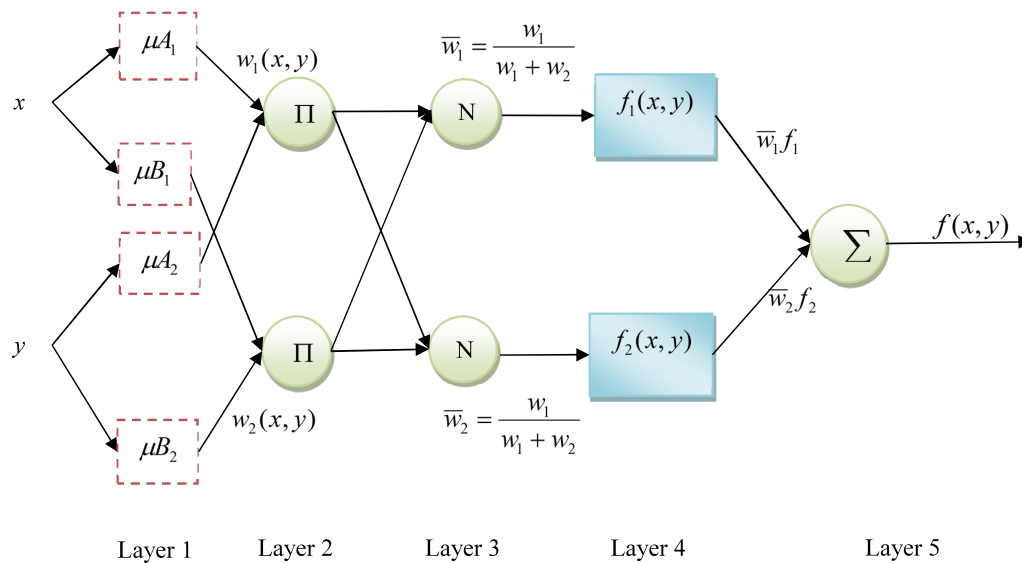 x
μA₁
μB₁
y
μA₂
μB₂
w₁(x, y)
Π
Π
w₂(x, y)
w̅₁ = w₁ / (w₁ + w₂)
N
N
w̅₂ = w₁ / (w₁ + w₂)
f₁(x, y)
f₂(x, y)
w̅₁f₁
w̅₂f₂
Σ
f(x, y)
Layer 1
Layer 2
Layer 3
Layer 4
Layer 5